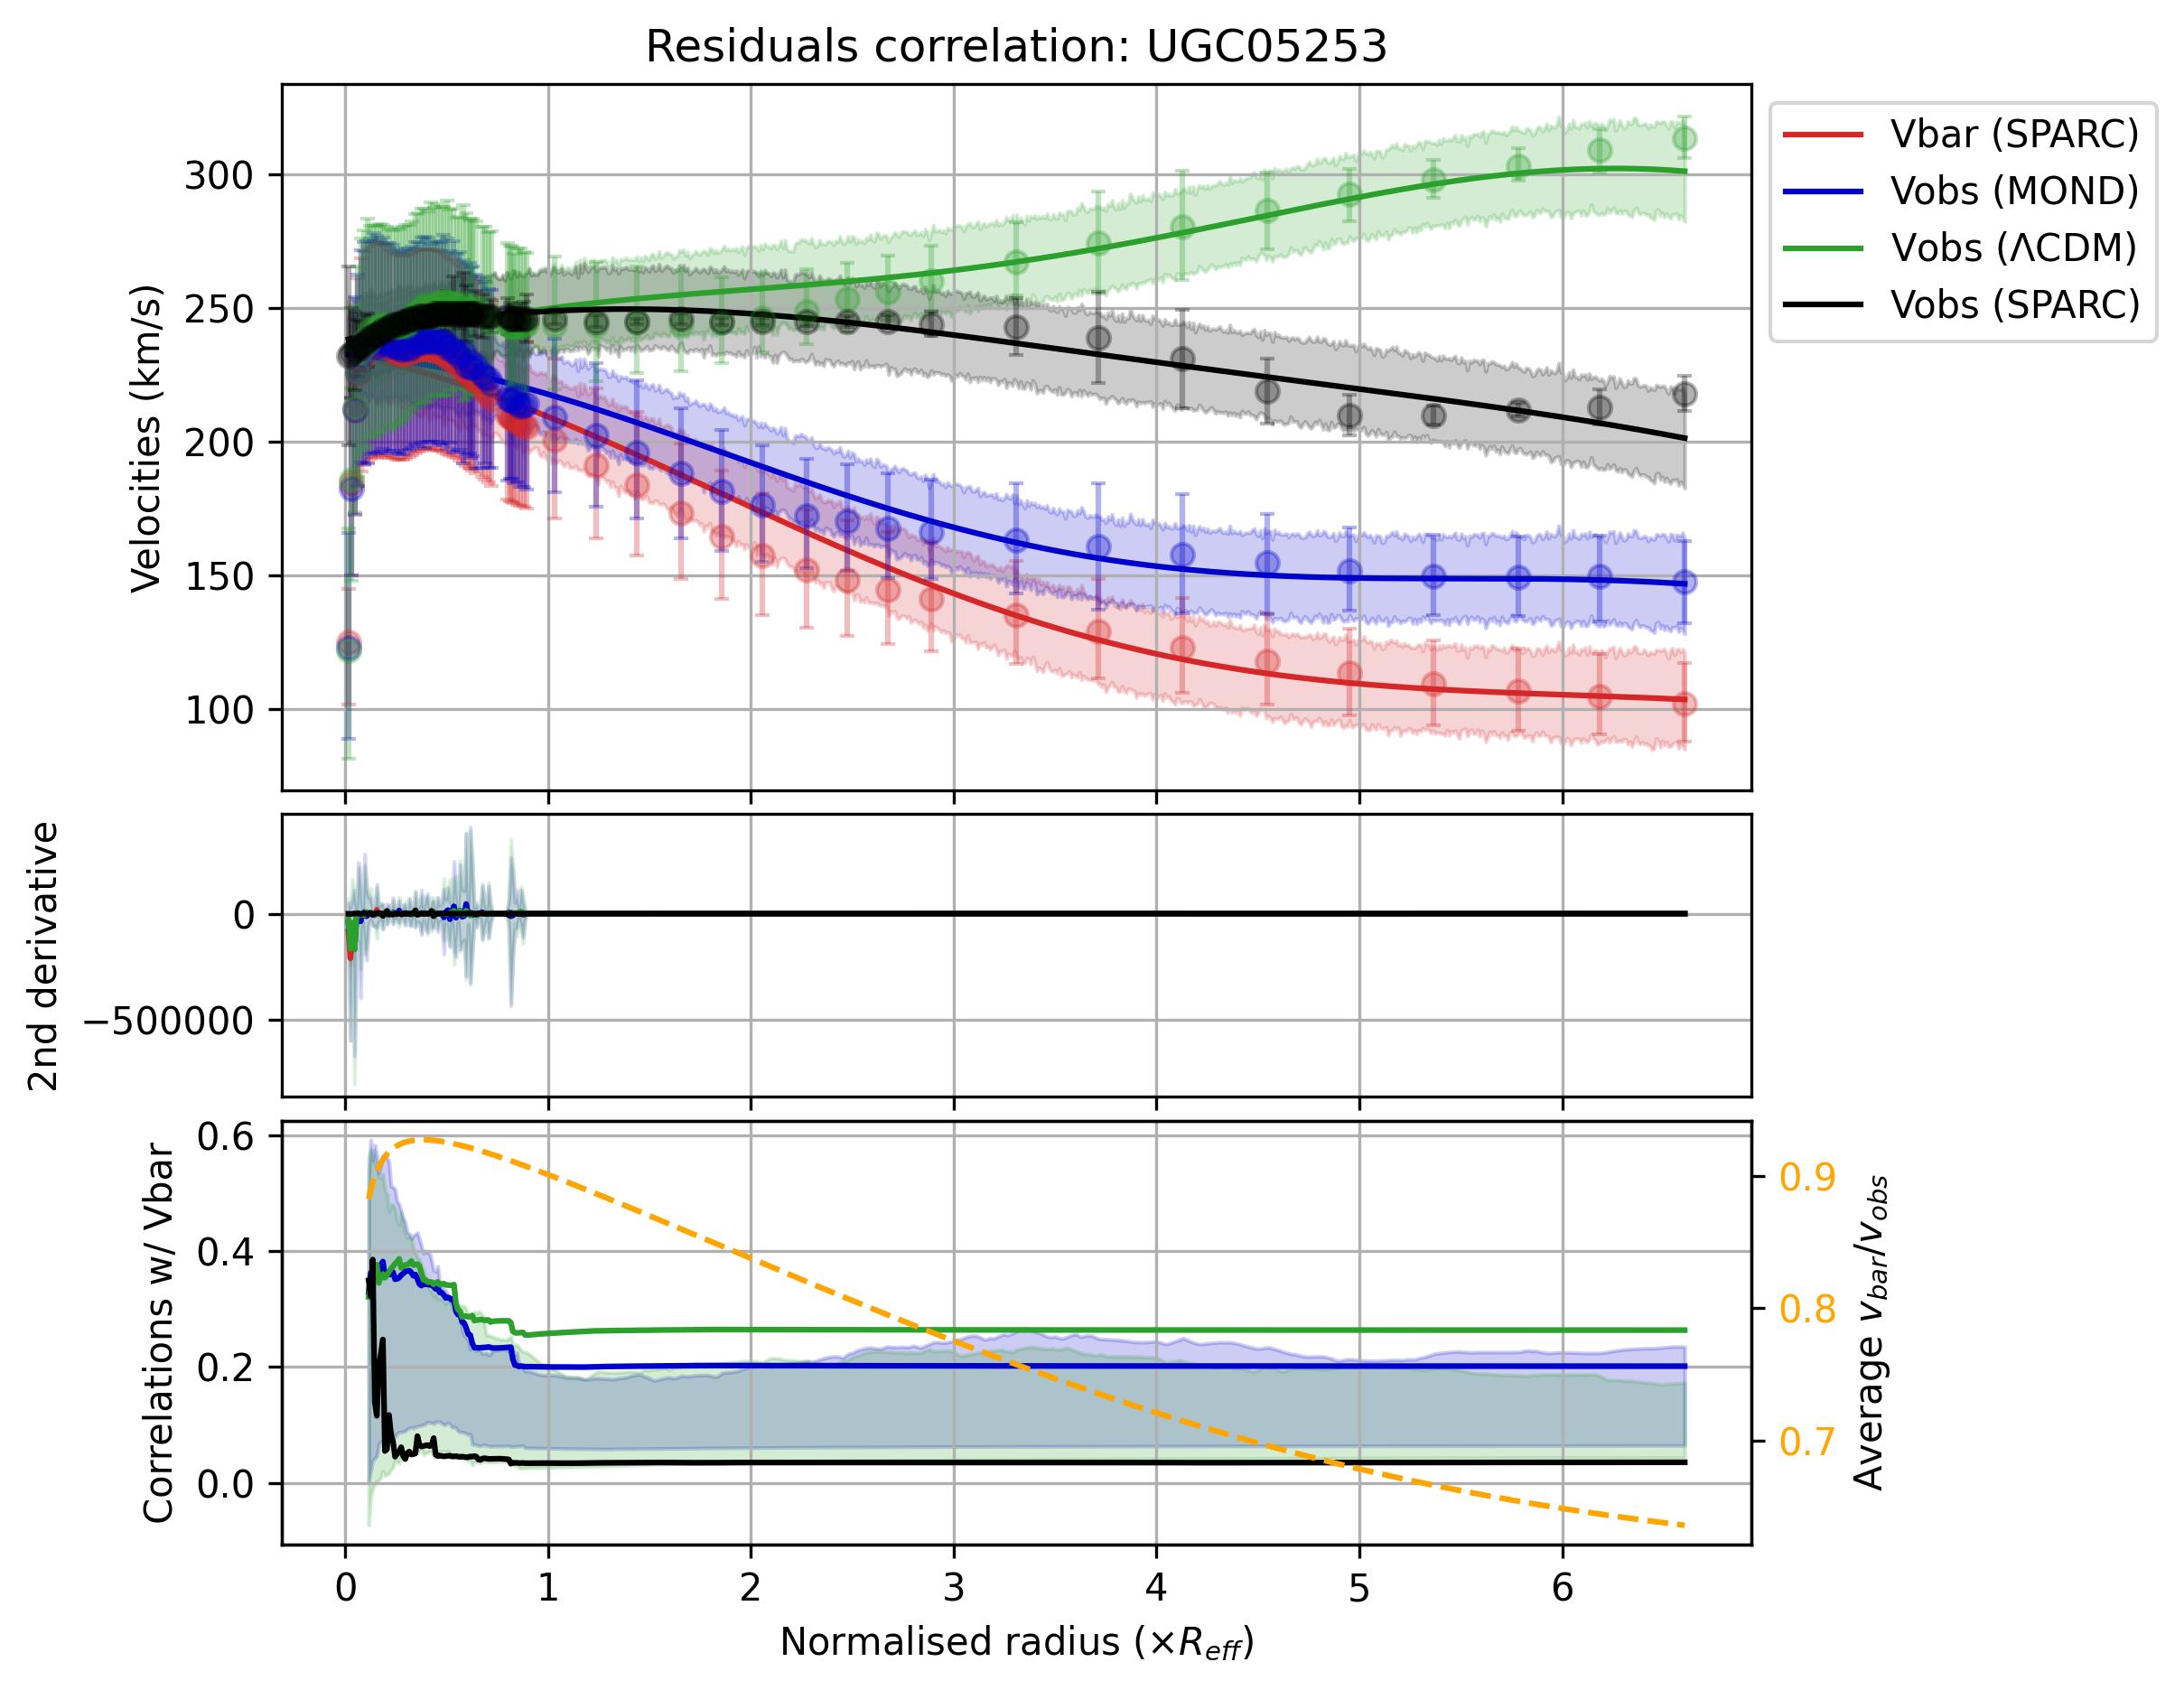 Residuals correlation: UGC05253
Velocities (km/s)
300
250
200
150
100
Vbar (SPARC)
Vobs (MOND)
Vobs (ΛCDM)
Vobs (SPARC)
2nd derivative
0
−500000
Correlations w/ Vbar
0.6
0.4
0.2
0.0
0.9
0.8
0.7
Average v_bar/v_obs
0 1 2 3 4 5 6
Normalised radius (×R_eff)